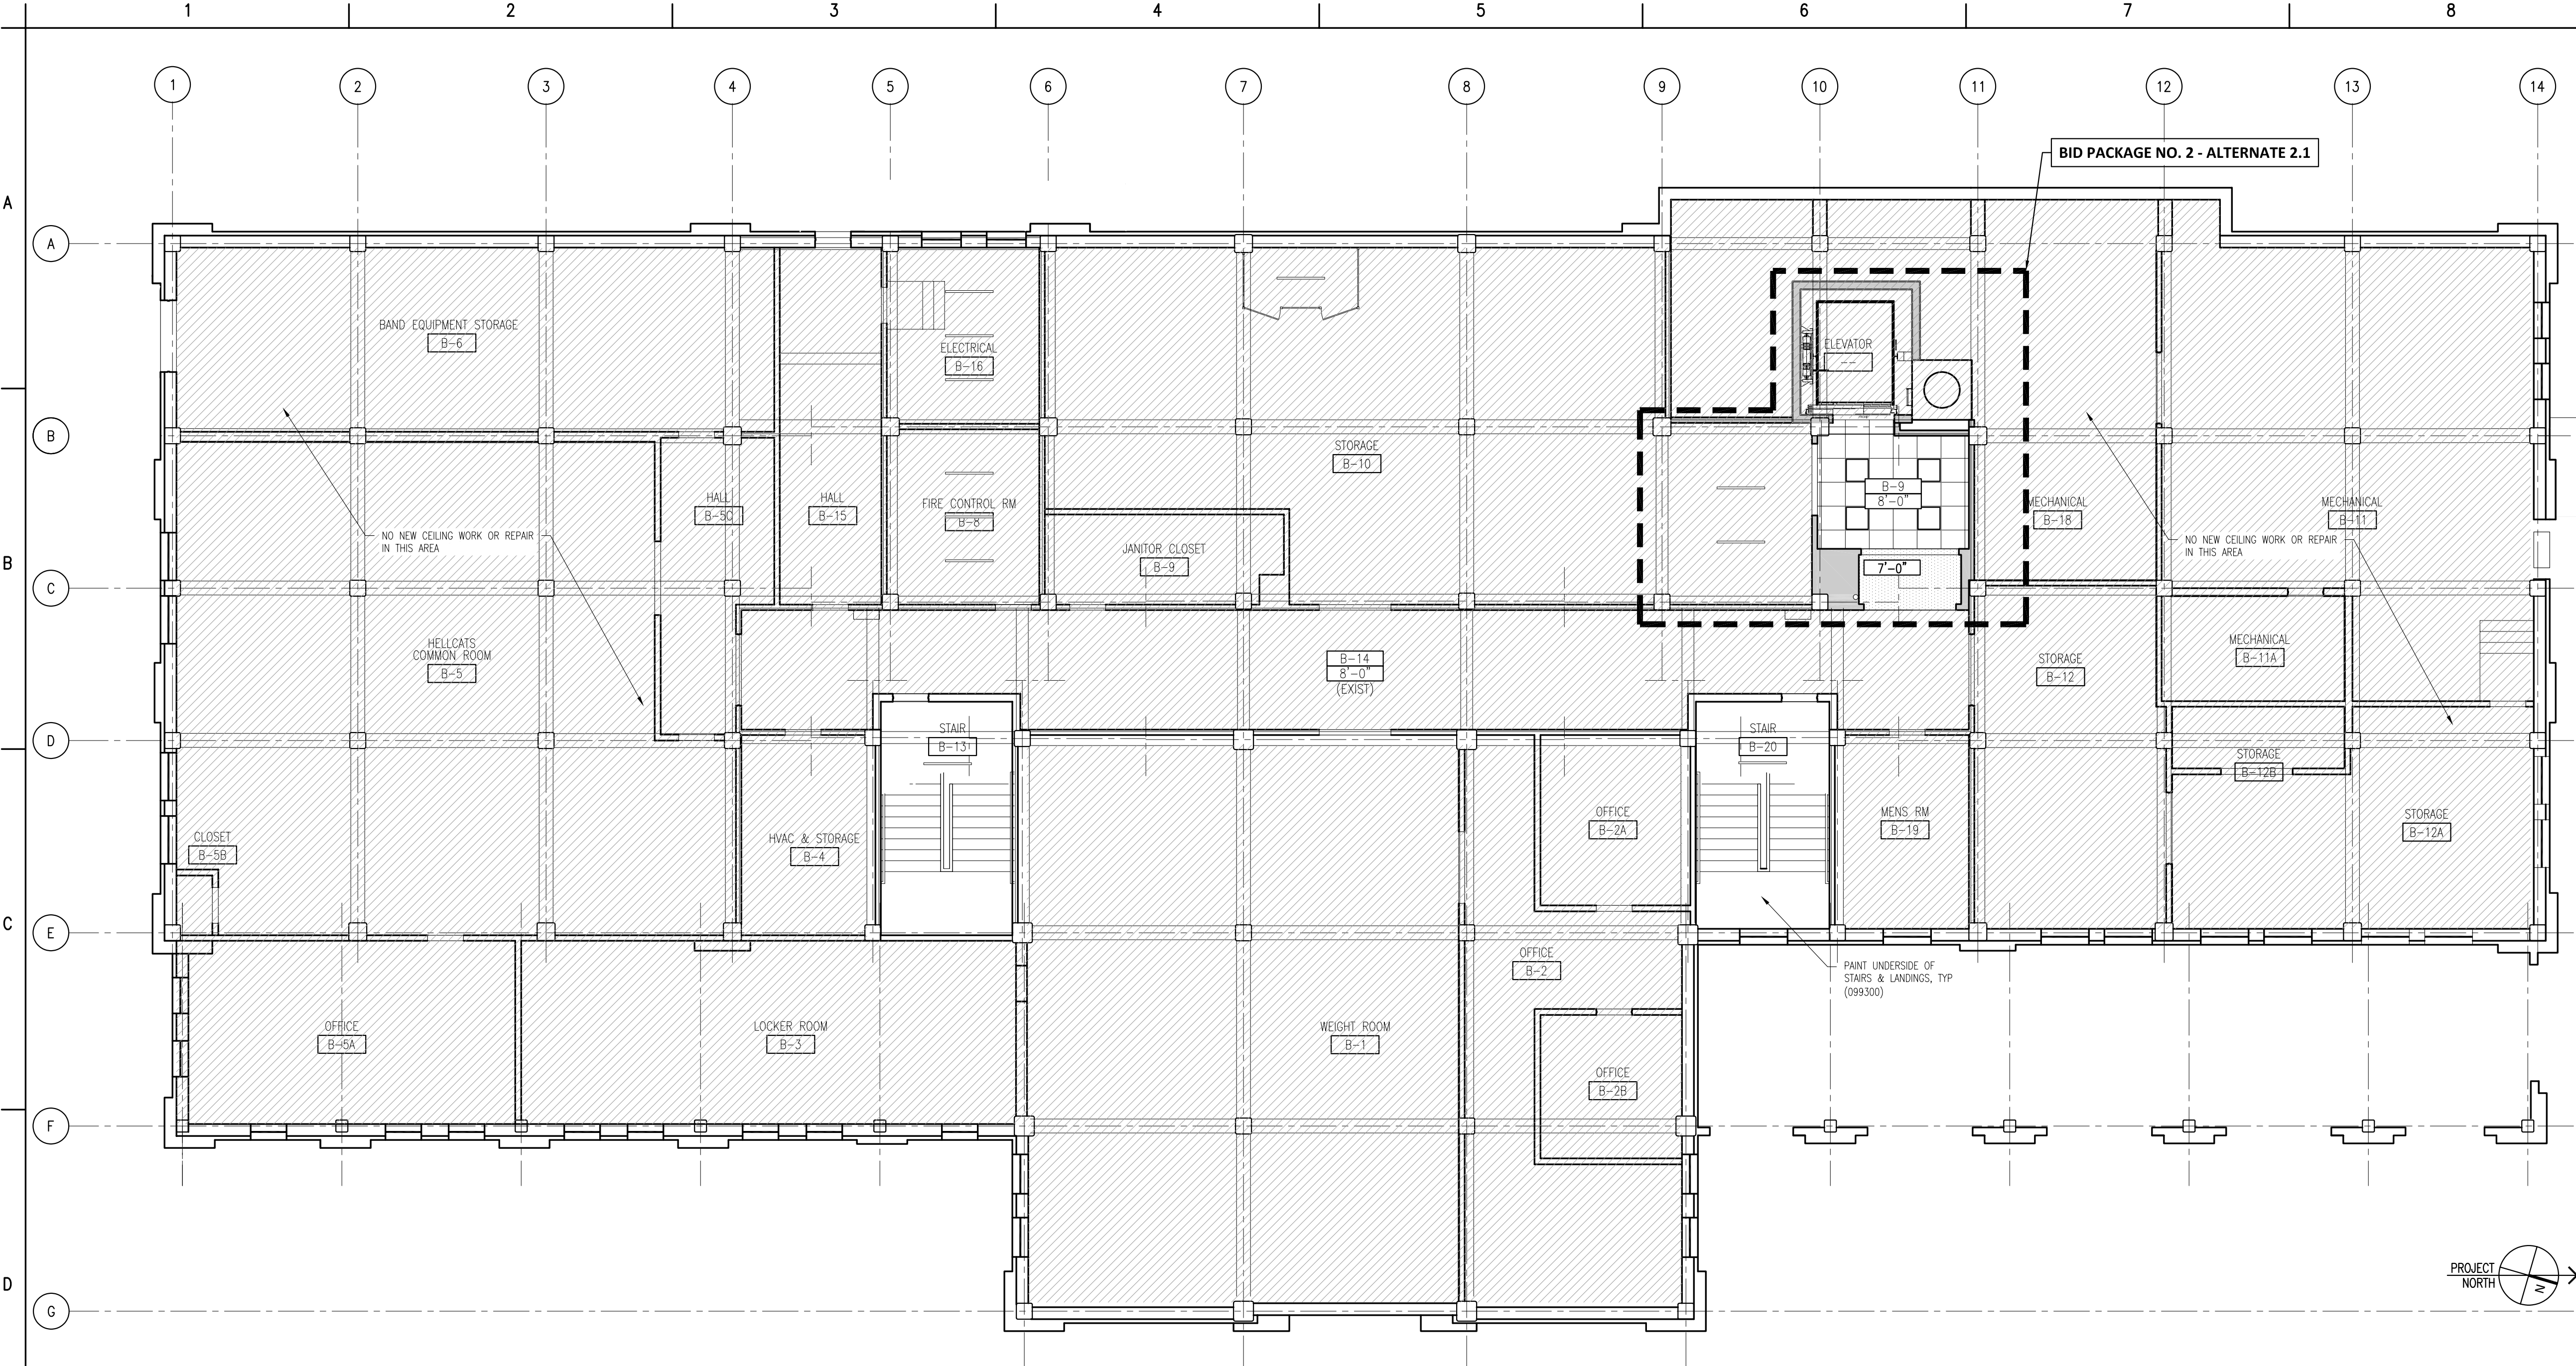 1 2 3 4 5 6 7 8
1 2 3 4 5 6 7 8 9 10 11 12 13 14
BID PACKAGE NO. 2 - ALTERNATE 2.1
A
A
BAND EQUIPMENT STORAGE
B-6
ELECTRICAL
B-16
ELEVATOR
--
B
STORAGE
B-10
HALL
B-5C
HALL
B-15
FIRE CONTROL RM
B-8
B-9
8'-0"
MECHANICAL
B-18
MECHANICAL
B-11
NO NEW CEILING WORK OR REPAIR
IN THIS AREA
JANITOR CLOSET
B-9
NO NEW CEILING WORK OR REPAIR
IN THIS AREA
B
7'-0"
C
HELLCATS
COMMON ROOM
B-5
B-14
8'-0"
(EXIST)
STORAGE
B-12
MECHANICAL
B-11A
D
STAIR
B-13
STAIR
B-20
STORAGE
B-12B
CLOSET
B-5B
HVAC & STORAGE
B-4
OFFICE
B-2A
MENS RM
B-19
STORAGE
B-12A
C
E
OFFICE
B-2
PAINT UNDERSIDE OF
STAIRS & LANDINGS, TYP
(099300)
OFFICE
B-5A
LOCKER ROOM
B-3
WEIGHT ROOM
B-1
OFFICE
B-2B
F
D
PROJECT
NORTH
N
G